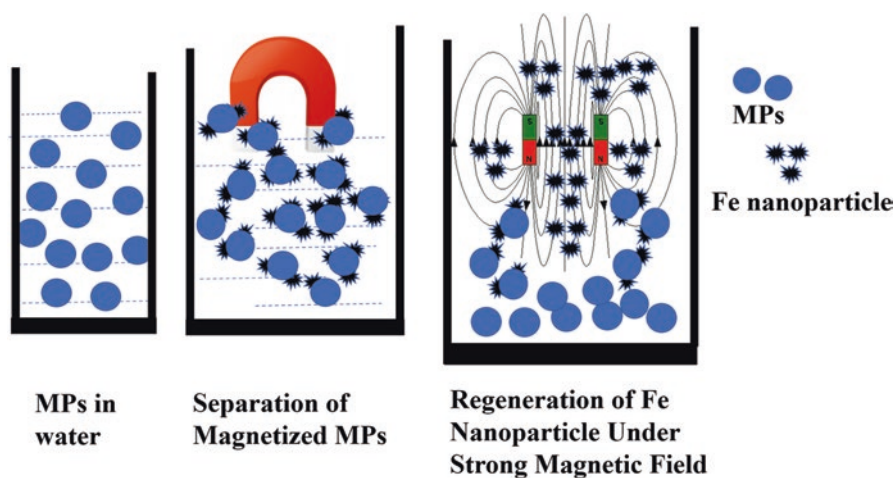 S
S
N
N
MPs
Fe nanoparticle
MPs in
water
Separation of
Magnetized MPs
Regeneration of Fe
Nanoparticle Under
Strong Magnetic Field